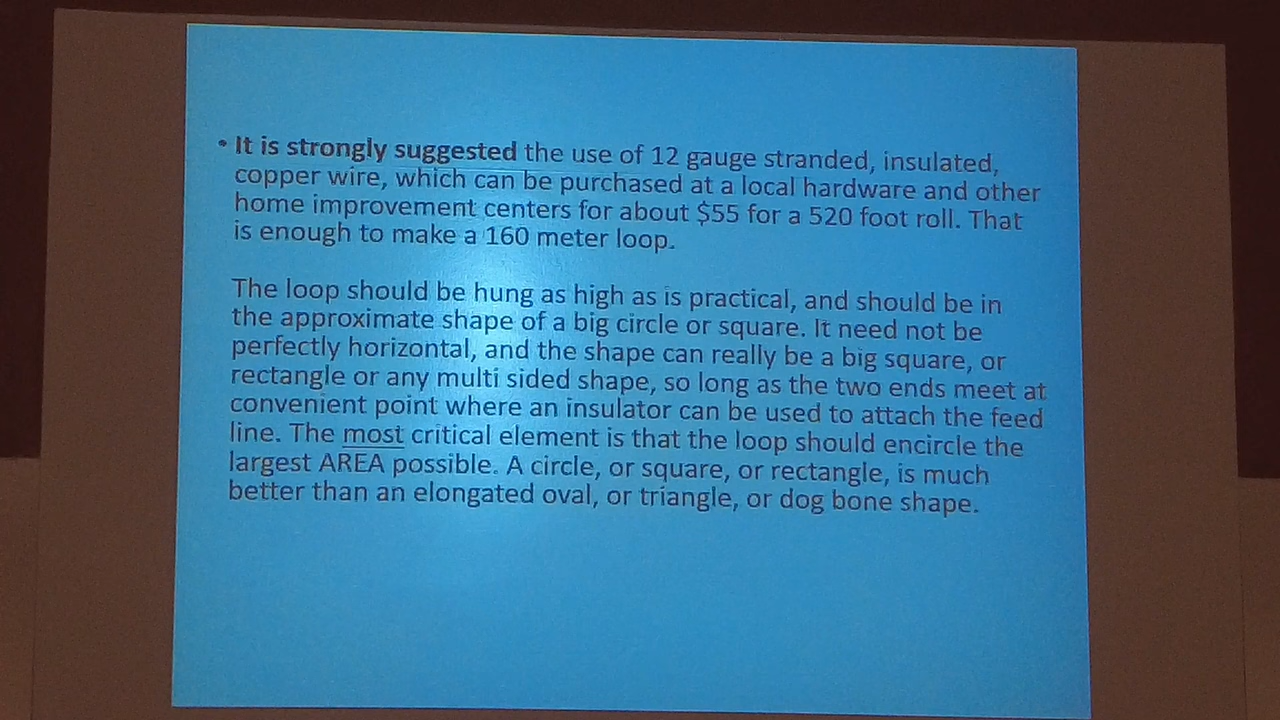 • It is strongly suggested the use of 12 gauge stranded, insulated,
copper wire, which can be purchased at a local hardware and other
home improvement centers for about $55 for a 520 foot roll. That
is enough to make a 160 meter loop.
The loop should be hung as high as is practical, and should be in
the approximate shape of a big circle or square. It need not be
perfectly horizontal, and the shape can really be a big square, or
rectangle or any multi sided shape, so long as the two ends meet at
convenient point where an insulator can be used to attach the feed
line. The most critical element is that the loop should encircle the
largest AREA possible. A circle, or square, or rectangle, is much
better than an elongated oval, or triangle, or dog bone shape.